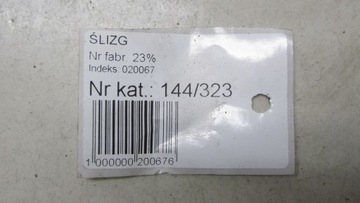 ŚLIZG
Nr fabr. 23%
Indeks: 020067
Nr kat.: 144/323
1 000000 200676